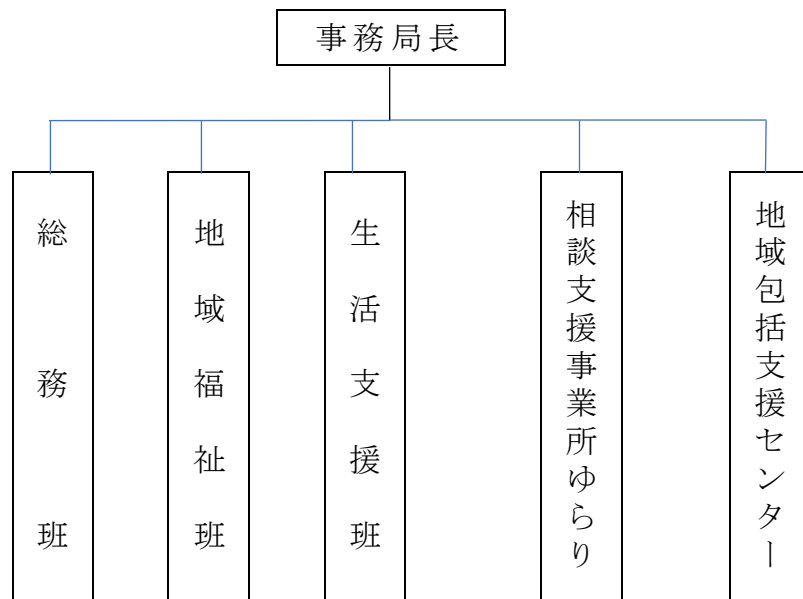 事務局長
総務班
地域福祉班
生活支援班
相談支援事業所ゆらり
地域包括支援センター